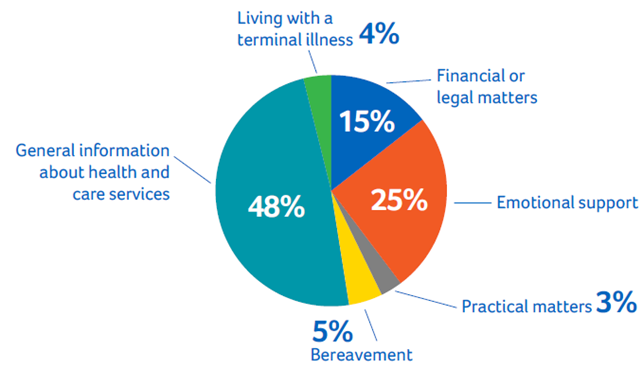 Living with a
terminal illness 4%
Financial or
legal matters
15%
General information
about health and
care services
48%
25%
Emotional support
Practical matters 3%
5%
Bereavement